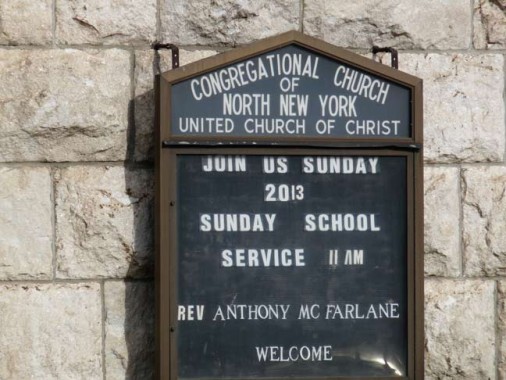 CONGREGATIONAL CHURCH
OF
NORTH NEW YORK
UNITED CHURCH OF CHRIST
JOIN US SUNDAY
2013
SUNDAY SCHOOL
SERVICE 11 AM
REV ANTHONY MC FARLANE
WELCOME